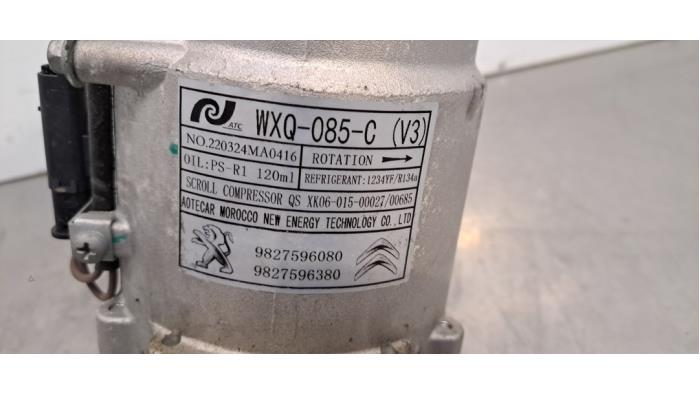 ATC WXQ-085-C (V3)
NO.220324MA0416 ROTATION
OIL:PS-R1 120ml REFRIGERANT:1234YF/R134a
SCROLL COMPRESSOR QS XK06-015-00027/00685
AOTECAR MOROCCO NEW ENERGY TECHNOLOGY CO.,LTD
9827596080
9827596380